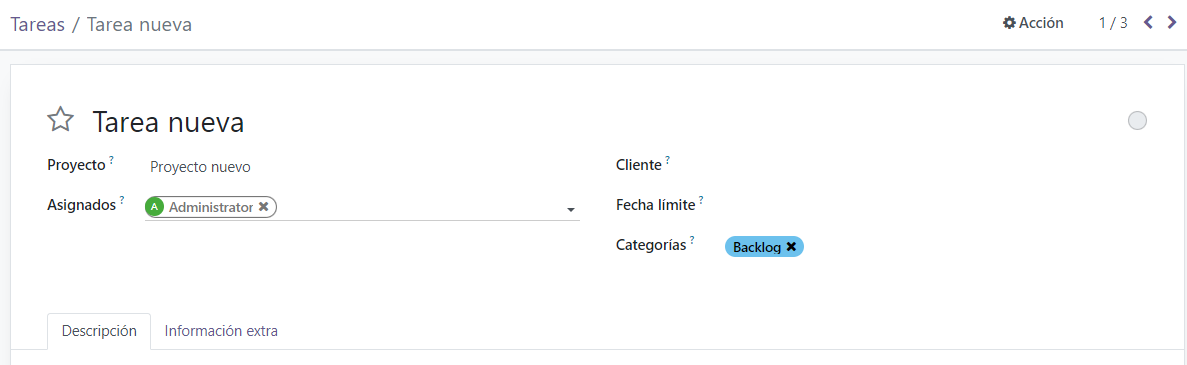 Tareas / Tarea nueva
Acción 1 / 3
Tarea nueva
Proyecto ? Proyecto nuevo
Cliente ?
Asignados ? A Administrator
Fecha límite ?
Categorías ? Backlog
Descripción Información extra